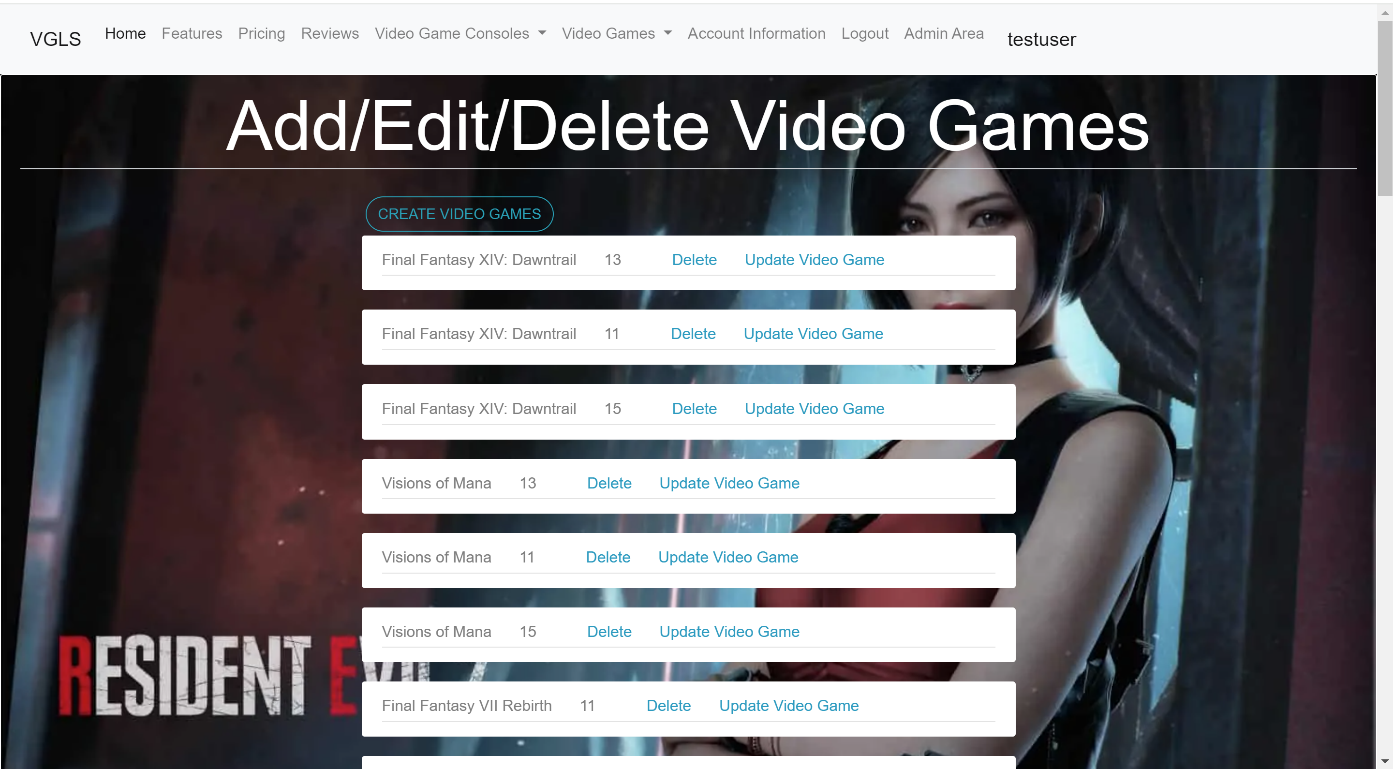 VGLS Home Features Pricing Reviews Video Game Consoles Video Games Account Information Logout Admin Area testuser
Add/Edit/Delete Video Games
CREATE VIDEO GAMES
Final Fantasy XIV: Dawntrail 13 Delete Update Video Game
Final Fantasy XIV: Dawntrail 11 Delete Update Video Game
Final Fantasy XIV: Dawntrail 15 Delete Update Video Game
Visions of Mana 13 Delete Update Video Game
Visions of Mana 11 Delete Update Video Game
Visions of Mana 15 Delete Update Video Game
RESIDENT EVIL
Final Fantasy VII Rebirth 11 Delete Update Video Game